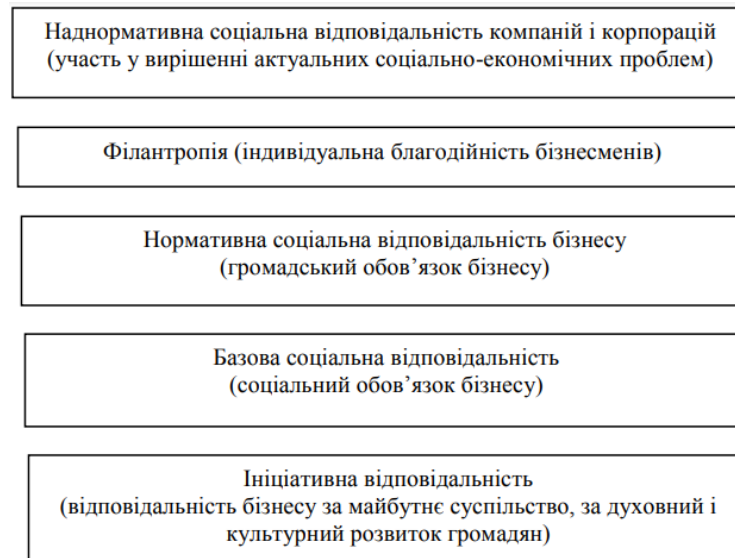 Наднормативна соціальна відповідальність компаній і корпорацій
(участь у вирішенні актуальних соціально-економічних проблем)
Філантропія (індивідуальна благодійність бізнесменів)
Нормативна соціальна відповідальність бізнесу
(громадський обов’язок бізнесу)
Базова соціальна відповідальність
(соціальний обов’язок бізнесу)
Ініціативна відповідальність
(відповідальність бізнесу за майбутнє суспільство, за духовний і
культурний розвиток громадян)